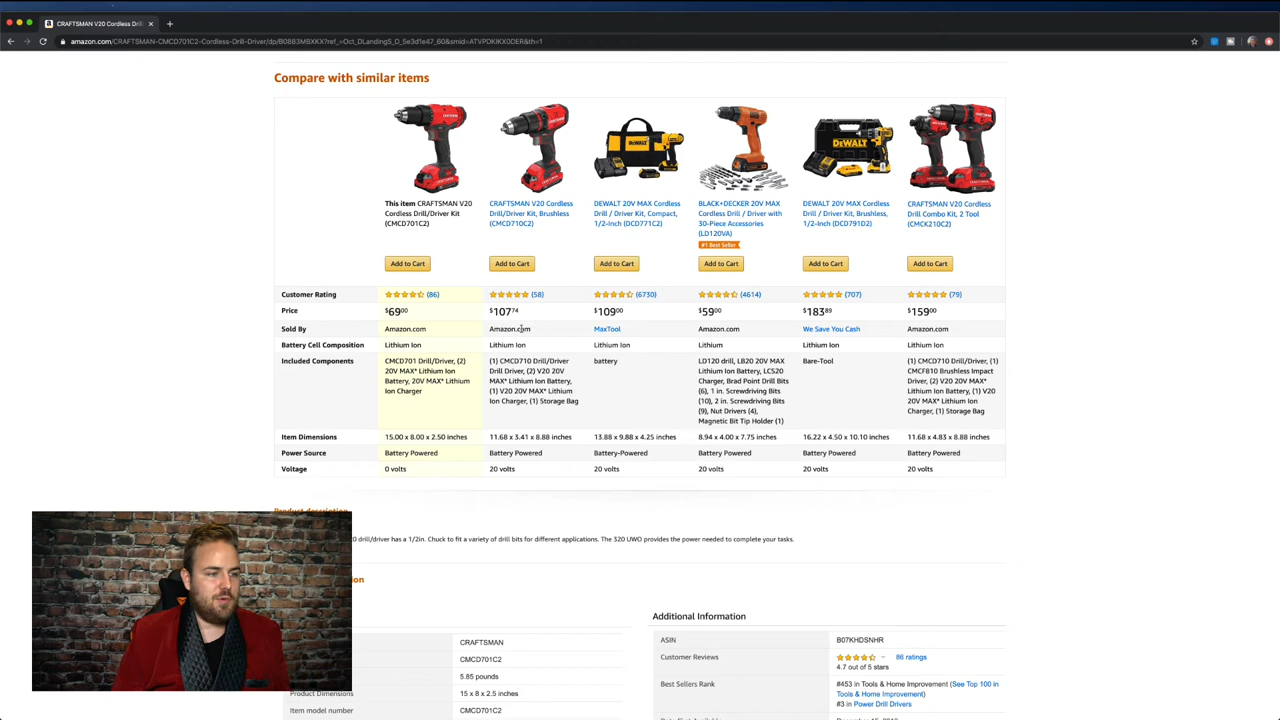 CRAFTSMAN V20 Cordless Drill
amazon.com/CRAFTSMAN-CMCD701C2-Cordless-Drill-Driver/dp/B0883MBXKX?ref_=Oct_DLandingS_D_5e3d1e47_60&smid=ATVPDKIKX0DER&th=1
Compare with similar items
DEWALT
DEWALT
This item CRAFTSMAN V20
Cordless Drill/Driver Kit
(CMCD701C2)
CRAFTSMAN V20 Cordless
Drill/Driver Kit, Brushless
(CMCD710C2)
DEWALT 20V MAX Cordless
Drill / Driver Kit, Compact,
1/2-Inch (DCD771C2)
BLACK+DECKER 20V MAX
Cordless Drill / Driver with
30-Piece Accessories
(LD120VA)
#1 Best Seller
DEWALT 20V MAX Cordless
Drill / Driver Kit, Brushless,
1/2-Inch (DCD791D2)
CRAFTSMAN V20 Cordless
Drill Combo Kit, 2 Tool
(CMCK210C2)
Add to Cart
Add to Cart
Add to Cart
Add to Cart
Add to Cart
Add to Cart
Customer Rating (86) (58) (6730) (4614) (707) (79)
Price $69.00 $107.74 $109.00 $59.00 $183.89 $159.00
Sold By Amazon.com Amazon.com MaxTool Amazon.com We Save You Cash Amazon.com
Battery Cell Composition Lithium Ion Lithium Ion Lithium Ion Lithium Lithium Ion Lithium Ion
Included Components
CMCD701 Drill/Driver, (2)
20V MAX* Lithium Ion
Battery, 20V MAX* Lithium
Ion Charger
(1) CMCD710 Drill/Driver
Drill Driver, (2) V20 20V
MAX* Lithium Ion Battery,
(1) V20 20V MAX* Lithium
Ion Charger, (1) Storage Bag
battery
LD120 drill, LB20 20V MAX
Lithium Ion Battery, LCS20
Charger, Brad Point Drill Bits
(6), 1 in. Screwdriving Bits
(10), 2 in. Screwdriving Bits
(9), Nut Drivers (4),
Magnetic Bit Tip Holder (1)
Bare-Tool
(1) CMCD710 Drill/Driver, (1)
CMCF810 Brushless Impact
Driver, (2) V20 20V MAX*
Lithium Ion Battery, (1) V20
20V MAX* Lithium Ion
Charger, (1) Storage Bag
Item Dimensions 15.00 x 8.00 x 2.50 inches 11.68 x 3.41 x 8.88 inches 13.88 x 9.88 x 4.25 inches 8.94 x 4.00 x 7.75 inches 16.22 x 4.50 x 10.10 inches 11.68 x 4.83 x 8.88 inches
Power Source Battery Powered Battery Powered Battery-Powered Battery Powered Battery Powered Battery Powered
Voltage 0 volts 20 volts 20 volts 20 volts 20 volts 20 volts
Product description
0 drill/driver has a 1/2in. Chuck to fit a variety of drill bits for different applications. The 320 UWO provides the power needed to complete your tasks.
CRAFTSMAN
CMCD701C2
5.85 pounds
Product Dimensions 15 x 8 x 2.5 inches
Item model number CMCD701C2
Additional Information
ASIN B07KHDSNHR
Customer Reviews 86 ratings
4.7 out of 5 stars
Best Sellers Rank #453 in Tools & Home Improvement (See Top 100 in
Tools & Home Improvement)
#3 in Power Drill Drivers